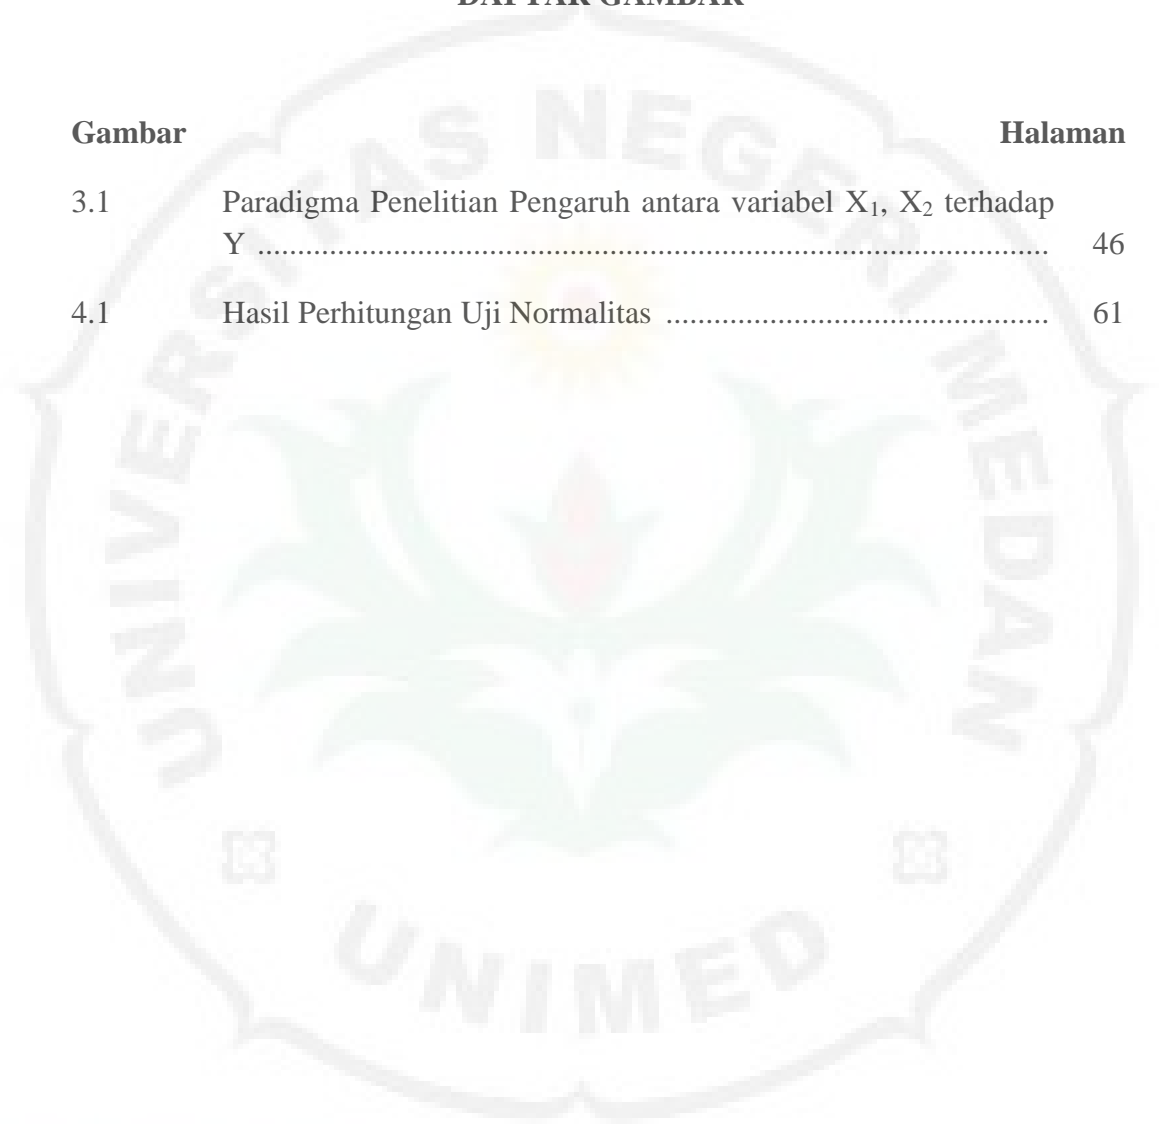 DAFTAR GAMBAR
Gambar Halaman
3.1 Paradigma Penelitian Pengaruh antara variabel X₁, X₂ terhadap
Y .................................................................................................... 46
4.1 Hasil Perhitungan Uji Normalitas ................................................ 61
UNIVERSITAS NEGERI MEDAN
UNIMED